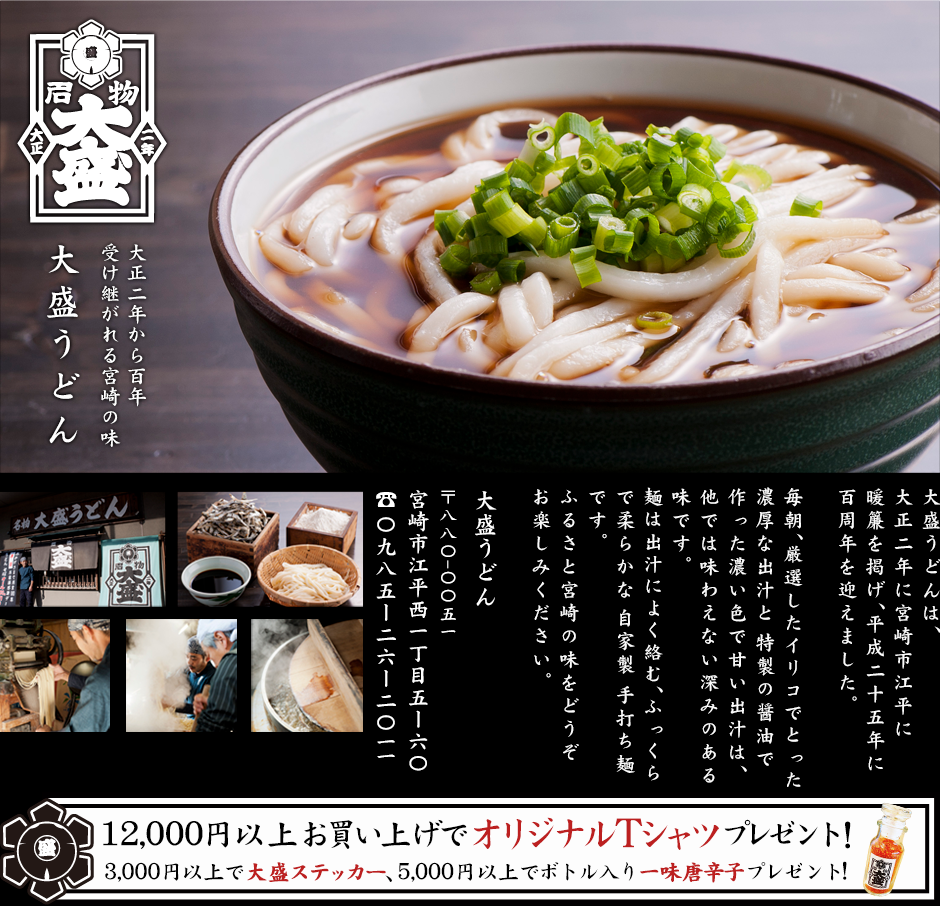 盛
名物
大盛
大正
二年
大正二年から百年
受け継がれる宮崎の味
大盛うどん
名物 大盛うどん
大盛
名物
大盛
大盛うどんは、
大正二年に宮崎市江平に
暖簾を掲げ、平成二十五年に
百周年を迎えました。
毎朝、厳選したイリコでとった
濃厚な出汁と 特製の醤油で
作った濃い色で甘い出汁は、
他では味わえない深みのある
味です。
麺は出汁によく絡む、ふっくら
で柔らかな 自家製 手打ち麺
です。
ふるさと宮崎の味をどうぞ
お楽しみください。
大盛うどん
〒八八〇-〇〇五一
宮崎市江平西一丁目五ー六〇
☎〇九八五ー二六ー二〇一一
盛
12,000円以上お買い上げでオリジナルTシャツプレゼント!
3,000円以上で大盛ステッカー、5,000円以上でボトル入り一味唐辛子プレゼント!
大盛